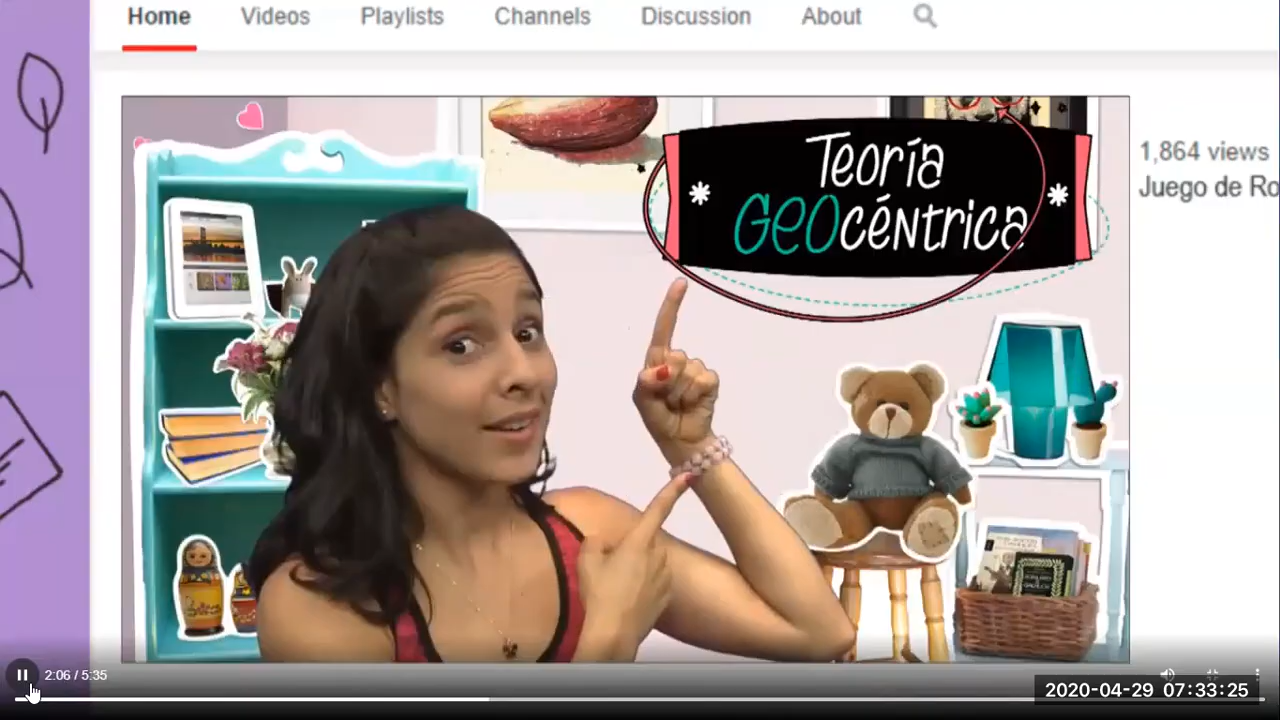 Home Videos Playlists Channels Discussion About
Teoría
GEOcéntrica
1,864 views
Juego de Ro
2:06 / 5:35
2020-04-29 07:33:25